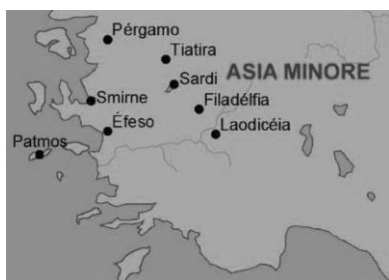 Pérgamo
Tiatira
ASIA MINORE
Sardi
Smirne
Filadélfia
Éfeso
Laodicéia
Patmos